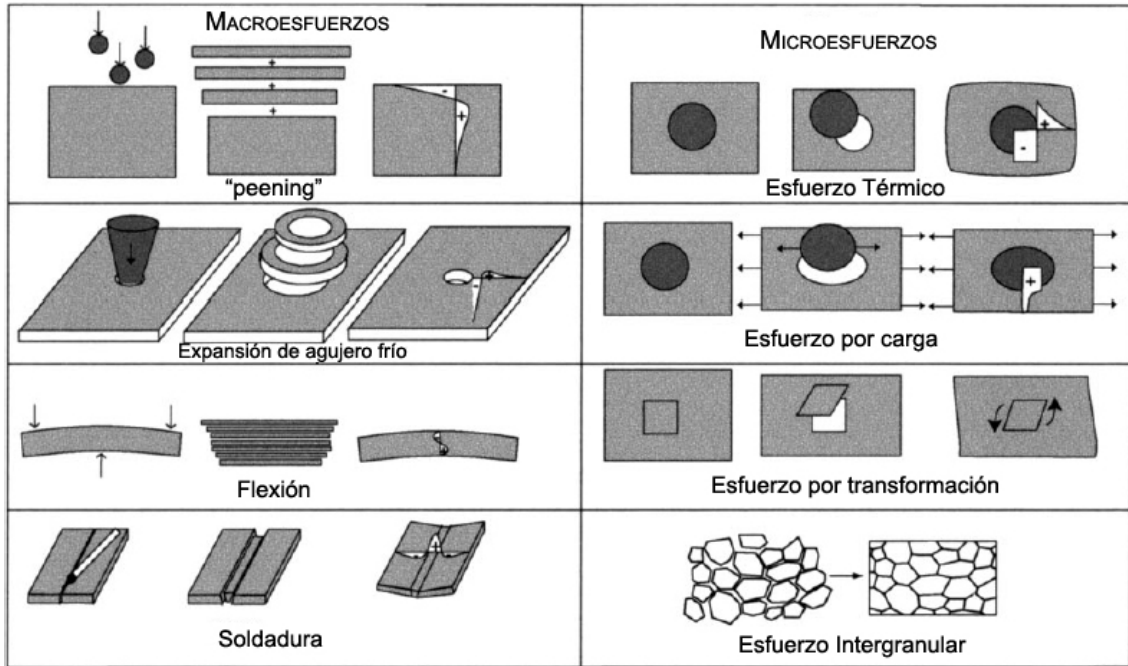 MACROESFUERZOS
"peening"
Expansión de agujero frío
Flexión
Soldadura
MICROESFUERZOS
Esfuerzo Térmico
Esfuerzo por carga
Esfuerzo por transformación
Esfuerzo Intergranular